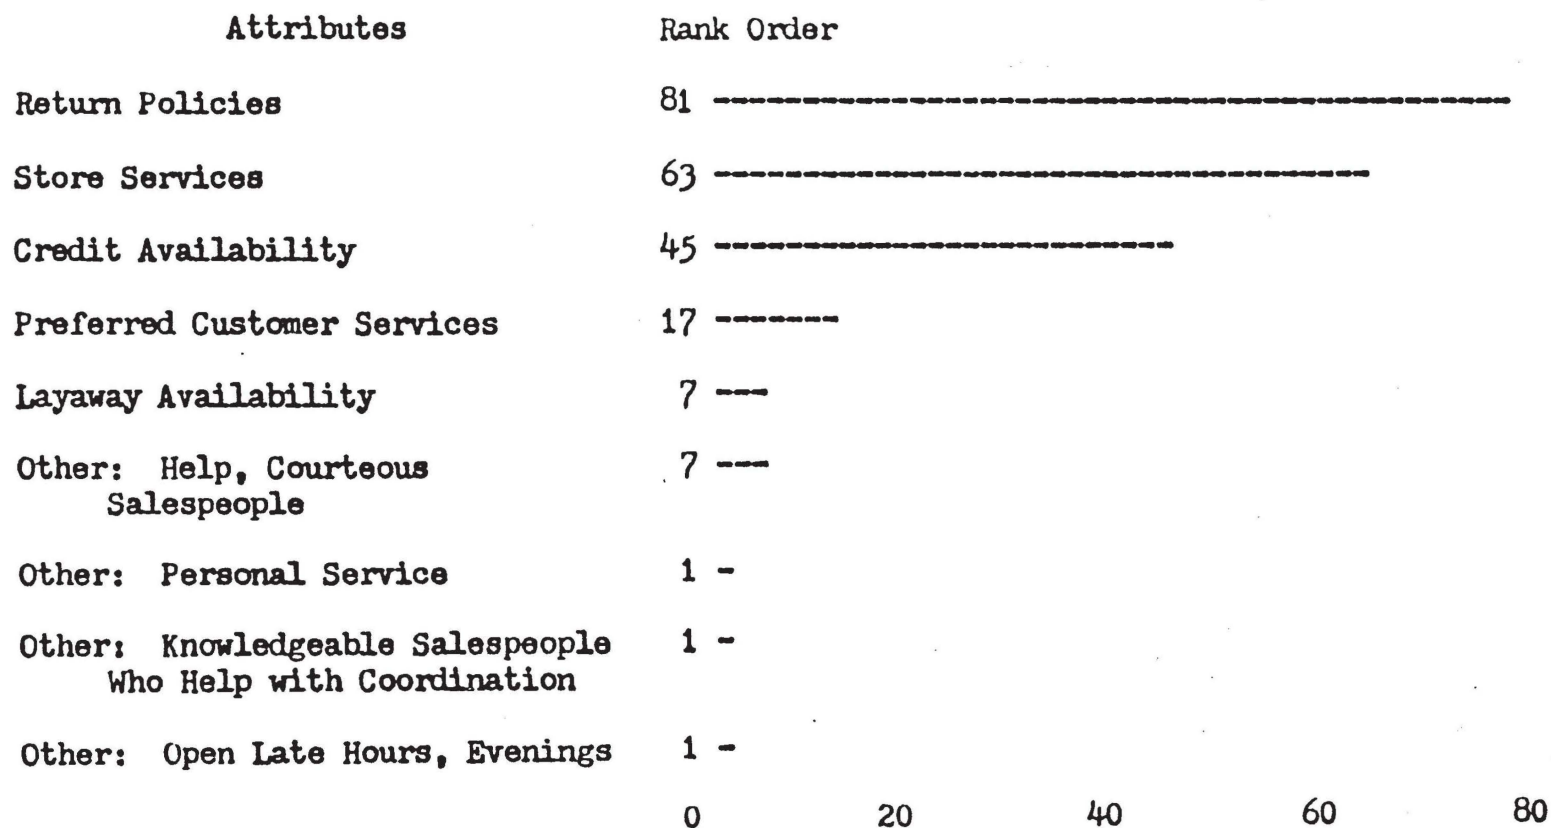 Attributes Rank Order
Return Policies 81 --------------------------------------------
Store Services 63 ------------------------------------
Credit Availability 45 -------------------------
Preferred Customer Services 17 -------
Layaway Availability 7 ---
Other: Help, Courteous 7 ---
Salespeople
Other: Personal Service 1 -
Other: Knowledgeable Salespeople 1 -
Who Help with Coordination
Other: Open Late Hours, Evenings 1 -
0 20 40 60 80